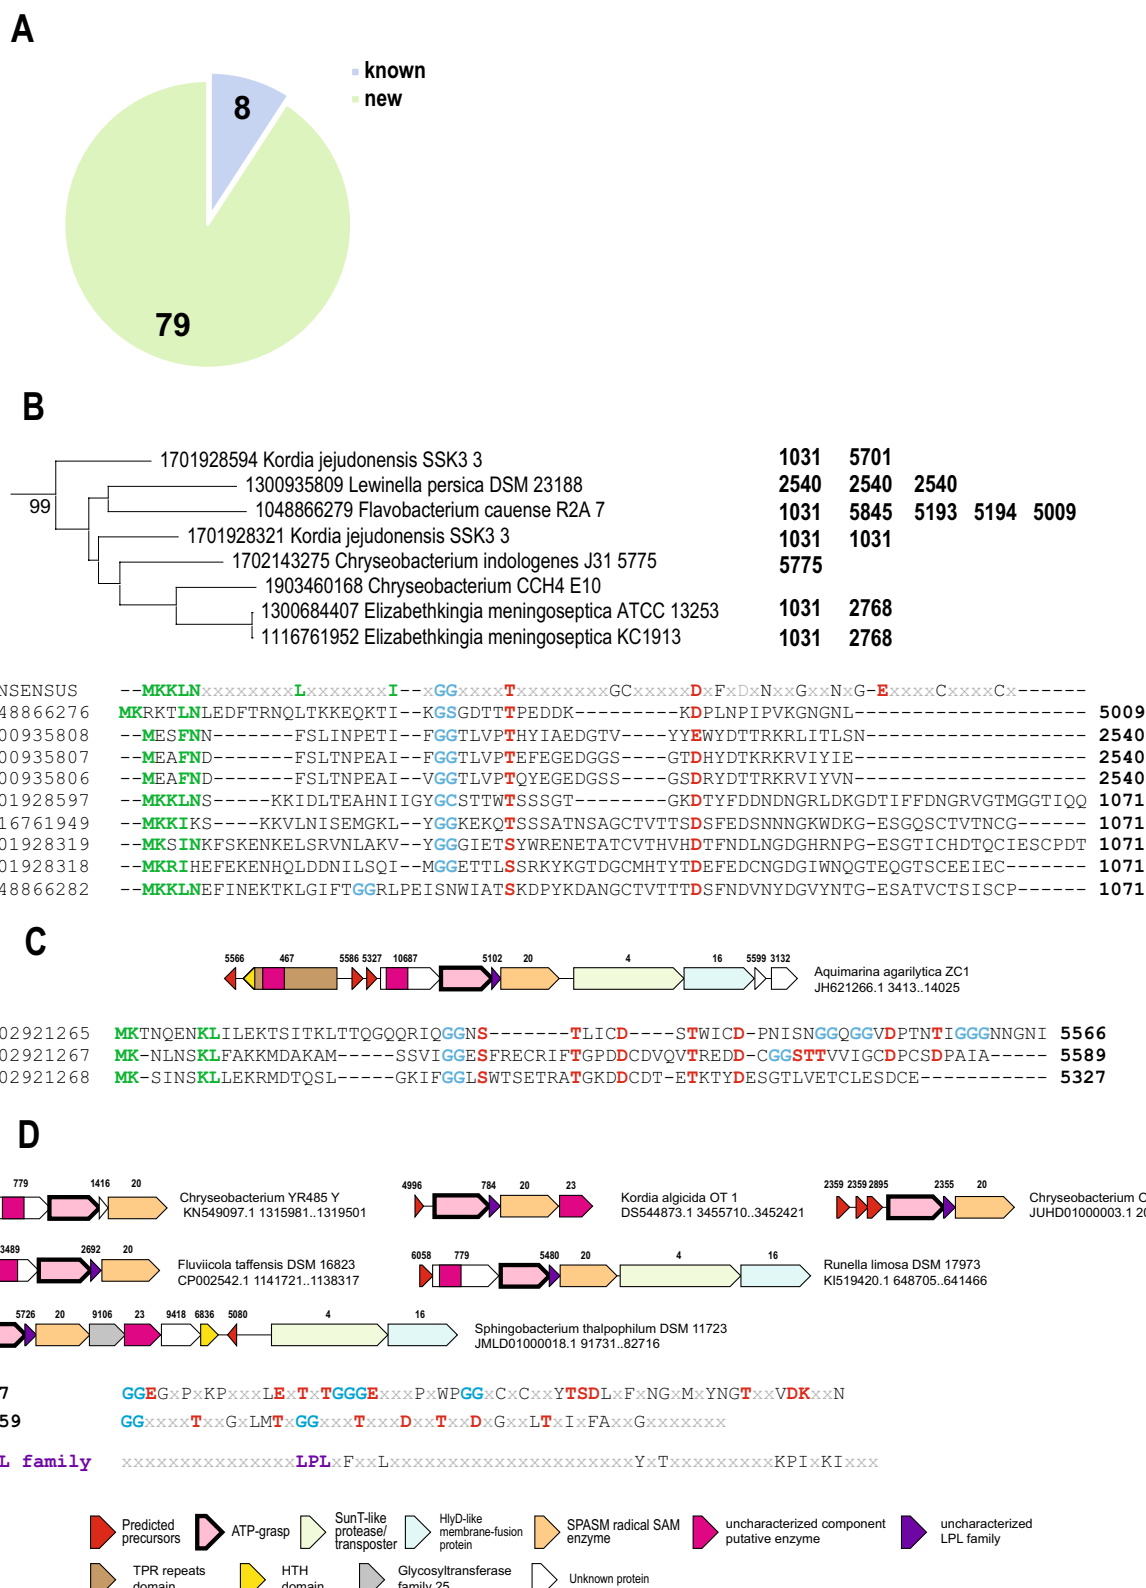 A
known
new
8
79
B
1701928594 Kordia jejudonensis SSK3 3 1031 5701
1300935809 Lewinella persica DSM 23188 2540 2540 2540
99
1048866279 Flavobacterium cauense R2A 7 1031 5845 5193 5194 5009
1701928321 Kordia jejudonensis SSK3 3 1031 1031
1702143275 Chryseobacterium indologenes J31 5775 5775
1903460168 Chryseobacterium CCH4 E10
1300684407 Elizabethkingia meningoseptica ATCC 13253 1031 2768
1116761952 Elizabethkingia meningoseptica KC1913 1031 2768
NSENSUS --MKKLNxxxxxxxxLxxxxxxxI--xGGxxxxTxxxxxxxxGCxxxxxDxFxDxNxxGxxNxG-ExxxxCxxxxCx------
48866276 MKRKTLNLEDFTRNQLTKKEQKTI--KGSGDTTTPEDDK---------KDPLNPIPVKGNGNL-------------------- 5009
00935808 --MESFNN-------FSLINPETI--FGGTLVPTHYIAEDGTV----YYEWYDTTRKRLITLSN------------------- 2540
00935807 --MEAFND-------FSLTNPEAI--FGGTLVPTEFEGEDGGS----GTDHYDTKRKRVIYIE-------------------- 2540
00935806 --MEAFND-------FSLTNPEAI--VGGTLVPTQYEGEDGSS----GSDRYDTTRKRVIYVN-------------------- 2540
01928597 --MKKLNS-----KKIDLTEAHNIIGYGCSTTWTSSSGT--------GKDTYFDDNDNGRLDKGDTIFFDNGRVGTMGGTIQQ 1071
16761949 --MKKIKS----KKVLNISEMGKL--YGGKEKQTSSSATNSAGCTVTTSDSFEDSNNNGKWDKG-ESGQSCTVTNCG------ 1071
01928319 --MKSINKFSKENKELSRVNLAKV--YGGGIETSYWRENETATCVTHVHDTFNDLNGDGHRNPG-ESGTICHDTQCIESCPDT 1071
01928318 --MKRIHEFEKENHQLDDNILSQI--MGGETTLSSRKYKGTDGCMHTYTDEFEDCNGDGIWNQTG-EGQTSCEEIEC------ 1071
48866282 --MKKLNEFINEKTKLGIFTGGRLPEISNWIATSKDPYKDANGCTVTTTDSFNDVNYDGVYNTG-ESATVCTSISCP------ 1071
C
5566 467 5586 5327 10687 5102 20 4 16 5599 3132
Aquimarina agarilytica ZC1
JH621266.1 3413..14025
02921265 MKTNQENKLILEKTSITKLTTQGQQRIQGGNS-------TLICD----STWICD-PNISNGGQGGVDPTNTIGGGNNGNI 5566
02921267 MK-NLNSKLFAKKMDAKAM-----SSVIGGESFRECRIFTGPDDCDVQVTREDD-CGGSTTVVIGCDPCSDPAIA----- 5589
02921268 MK-SINSKLLEKRMDTQSL-----GKIFGGLSWTSETRATGKDDCDT-ETKTYDESGTLVETCLESDCE----------- 5327
D
779 1416 20
Chryseobacterium YR485 Y
KN549097.1 1315981..1319501
4996 784 20 23
Kordia algicida OT 1
DS544873.1 3455710..3452421
2359 2359 2895 2355 20
Chryseobacterium
JUHD01000003.1
3489 2692 20
Fluviicola taffensis DSM 16823
CP002542.1 1141721..1138317
6058 779 5480 20 4 16
Runella limosa DSM 17973
KI519420.1 648705..641466
5726 20 9106 23 9418 6836 5080 4 16
Sphingobacterium thalpophilum DSM 11723
JMLD01000018.1 91731..82716
7 GGEGxPxKPxxxLExTxTGGGExxxPxWPGGxCxCxxYTSDLxFxNGxMxYNGTxxVDKxxN
59 GGxxxxTxxGxLMTxGGxxxTxxxDxxTxxDxGxxLTxIxFAxxGxxxxxxx
L family xxxxxxxxxxxxxxxLPLxFxxLxxxxxxxxxxxxxxxxxxxxxYxTxxxxxxxxxKPIxKIxxx
Predicted precursors
ATP-grasp
SunT-like protease/ transposter
HlyD-like membrane-fusion protein
SPASM radical SAM enzyme
uncharacterized component putative enzyme
uncharacterized LPL family
TPR repeats domain
HTH domain
Glycosyltransferase family 25
Unknown protein